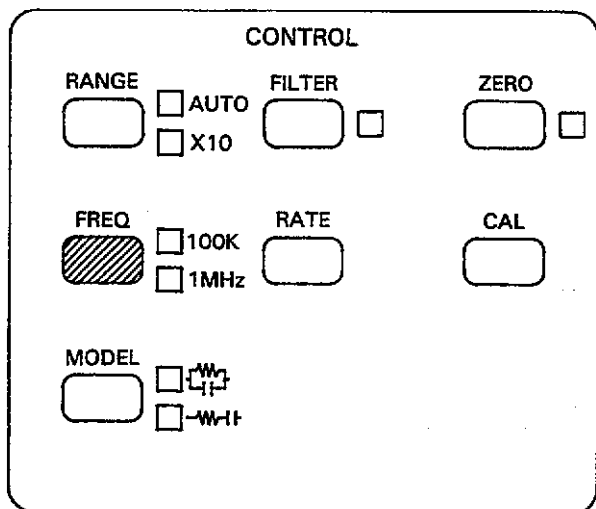 CONTROL
RANGE
AUTO
X10
FILTER
ZERO
FREQ
100K
1MHz
RATE
CAL
MODEL